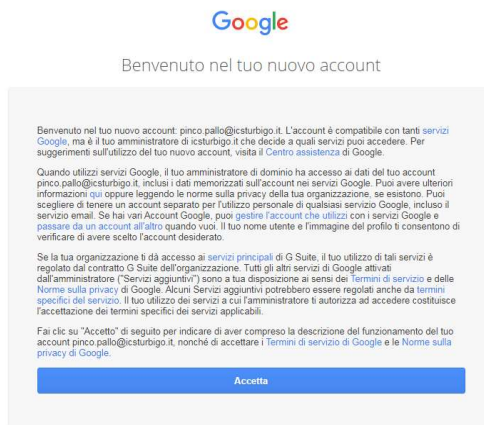 Google
Benvenuto nel tuo nuovo account
Benvenuto nel tuo nuovo account: pinco.pallo@icsturbigo.it. L'account è compatibile con tanti servizi
Google, ma è il tuo amministratore di icsturbigo.it che decide a quali servizi puoi accedere. Per
suggerimenti sull'utilizzo del tuo nuovo account, visita il Centro assistenza di Google.
Quando utilizzi servizi Google, il tuo amministratore di dominio ha accesso ai dati del tuo account
pinco.pallo@icsturbigo.it, inclusi i dati memorizzati sull'account nei servizi Google. Puoi avere ulteriori
informazioni qui oppure leggendo le norme sulla privacy della tua organizzazione, se esistono. Puoi
scegliere di tenere un account separato per l'utilizzo personale di qualsiasi servizio Google, incluso il
servizio email. Se hai vari Account Google, puoi gestire l'account che utilizzi con i servizi Google e
passare da un account all'altro quando vuoi. Il tuo nome utente e l'immagine del profilo ti consentono di
verificare di avere scelto l'account desiderato.
Se la tua organizzazione ti dà accesso ai servizi principali di G Suite, il tuo utilizzo di tali servizi è
regolato dal contratto G Suite dell'organizzazione. Tutti gli altri servizi di Google attivati
dall'amministratore ("Servizi aggiuntivi") sono a tua disposizione ai sensi dei Termini di servizio e delle
Norme sulla privacy di Google. Alcuni Servizi aggiuntivi potrebbero essere regolati anche da termini
specifici del servizio. Il tuo utilizzo dei servizi a cui l'amministratore ti autorizza ad accedere costituisce
l'accettazione dei termini specifici dei servizi applicabili.
Fai clic su "Accetto" di seguito per indicare di aver compreso la descrizione del funzionamento del tuo
account pinco.pallo@icsturbigo.it, nonché di accettare i Termini di servizio di Google e le Norme sulla
privacy di Google.
Accetta